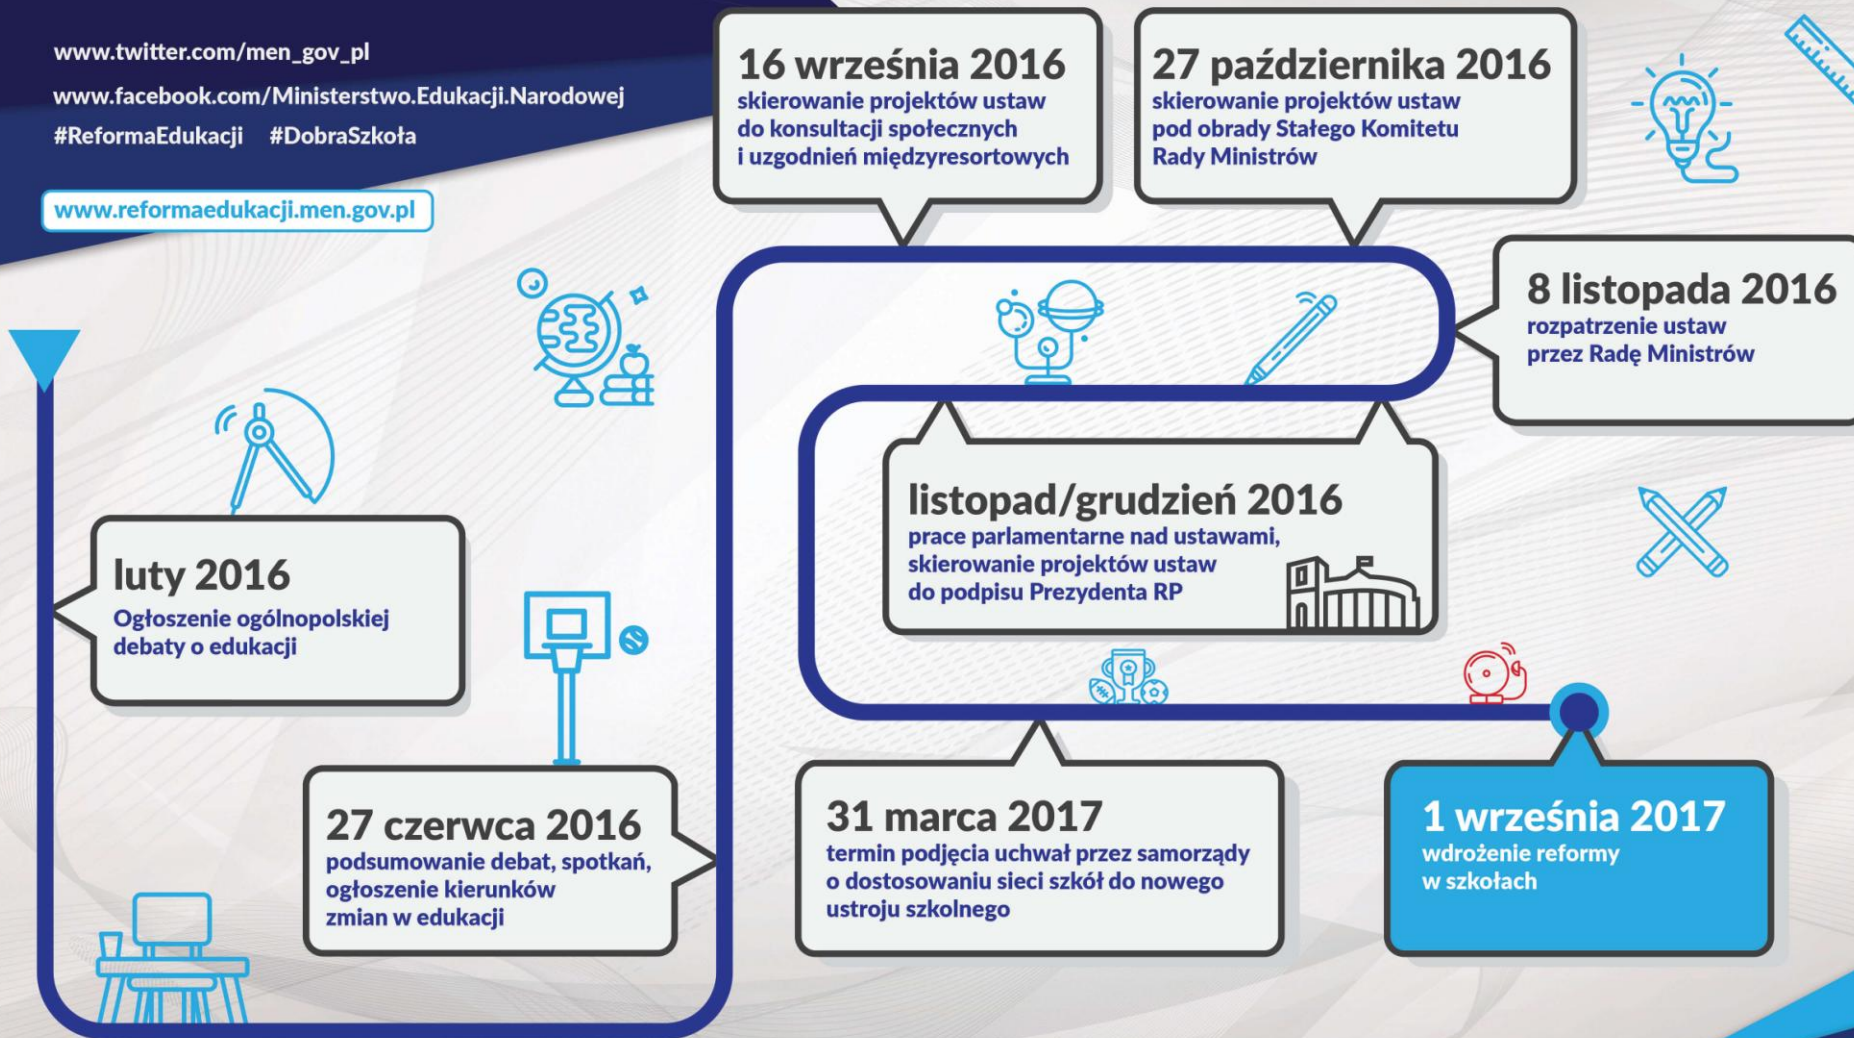 www.twitter.com/men_gov_pl
www.facebook.com/Ministerstwo.Edukacji.Narodowej
#ReformaEdukacji #DobraSzkoła
www.reformaedukacji.men.gov.pl
luty 2016
Ogłoszenie ogólnopolskiej
debaty o edukacji
27 czerwca 2016
podsumowanie debat, spotkań,
ogłoszenie kierunków
zmian w edukacji
16 września 2016
skierowanie projektów ustaw
do konsultacji społecznych
i uzgodnień międzyresortowych
27 października 2016
skierowanie projektów ustaw
pod obrady Stałego Komitetu
Rady Ministrów
8 listopada 2016
rozpatrzenie ustaw
przez Radę Ministrów
listopad/grudzień 2016
prace parlamentarne nad ustawami,
skierowanie projektów ustaw
do podpisu Prezydenta RP
31 marca 2017
termin podjęcia uchwał przez samorządy
o dostosowaniu sieci szkół do nowego
ustroju szkolnego
1 września 2017
wdrożenie reformy
w szkołach